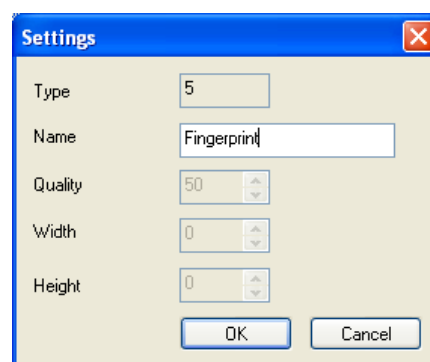 Settings
Type 5
Name Fingerprint
Quality 50
Width 0
Height 0
OK Cancel